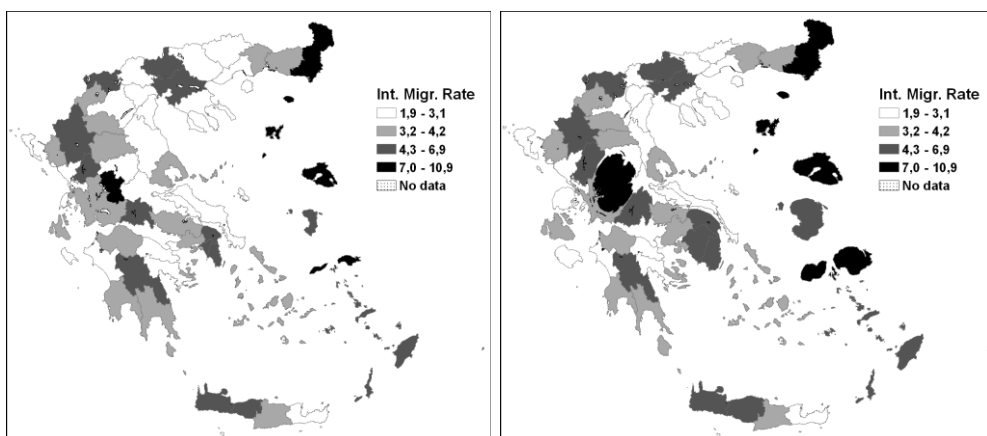 Int. Migr. Rate
1,9 - 3,1
3,2 - 4,2
4,3 - 6,9
7,0 - 10,9
No data
Int. Migr. Rate
1,9 - 3,1
3,2 - 4,2
4,3 - 6,9
7,0 - 10,9
No data